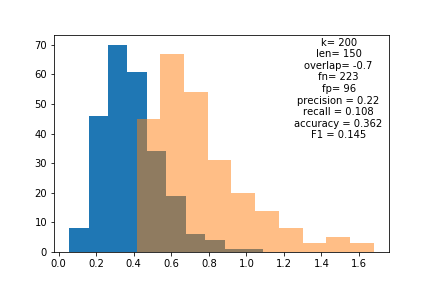 k= 200
len= 150
overlap= -0.7
fn= 223
fp= 96
precision = 0.22
recall = 0.108
accuracy = 0.362
F1 = 0.145
70
60
50
40
30
20
10
0
0.0 0.2 0.4 0.6 0.8 1.0 1.2 1.4 1.6